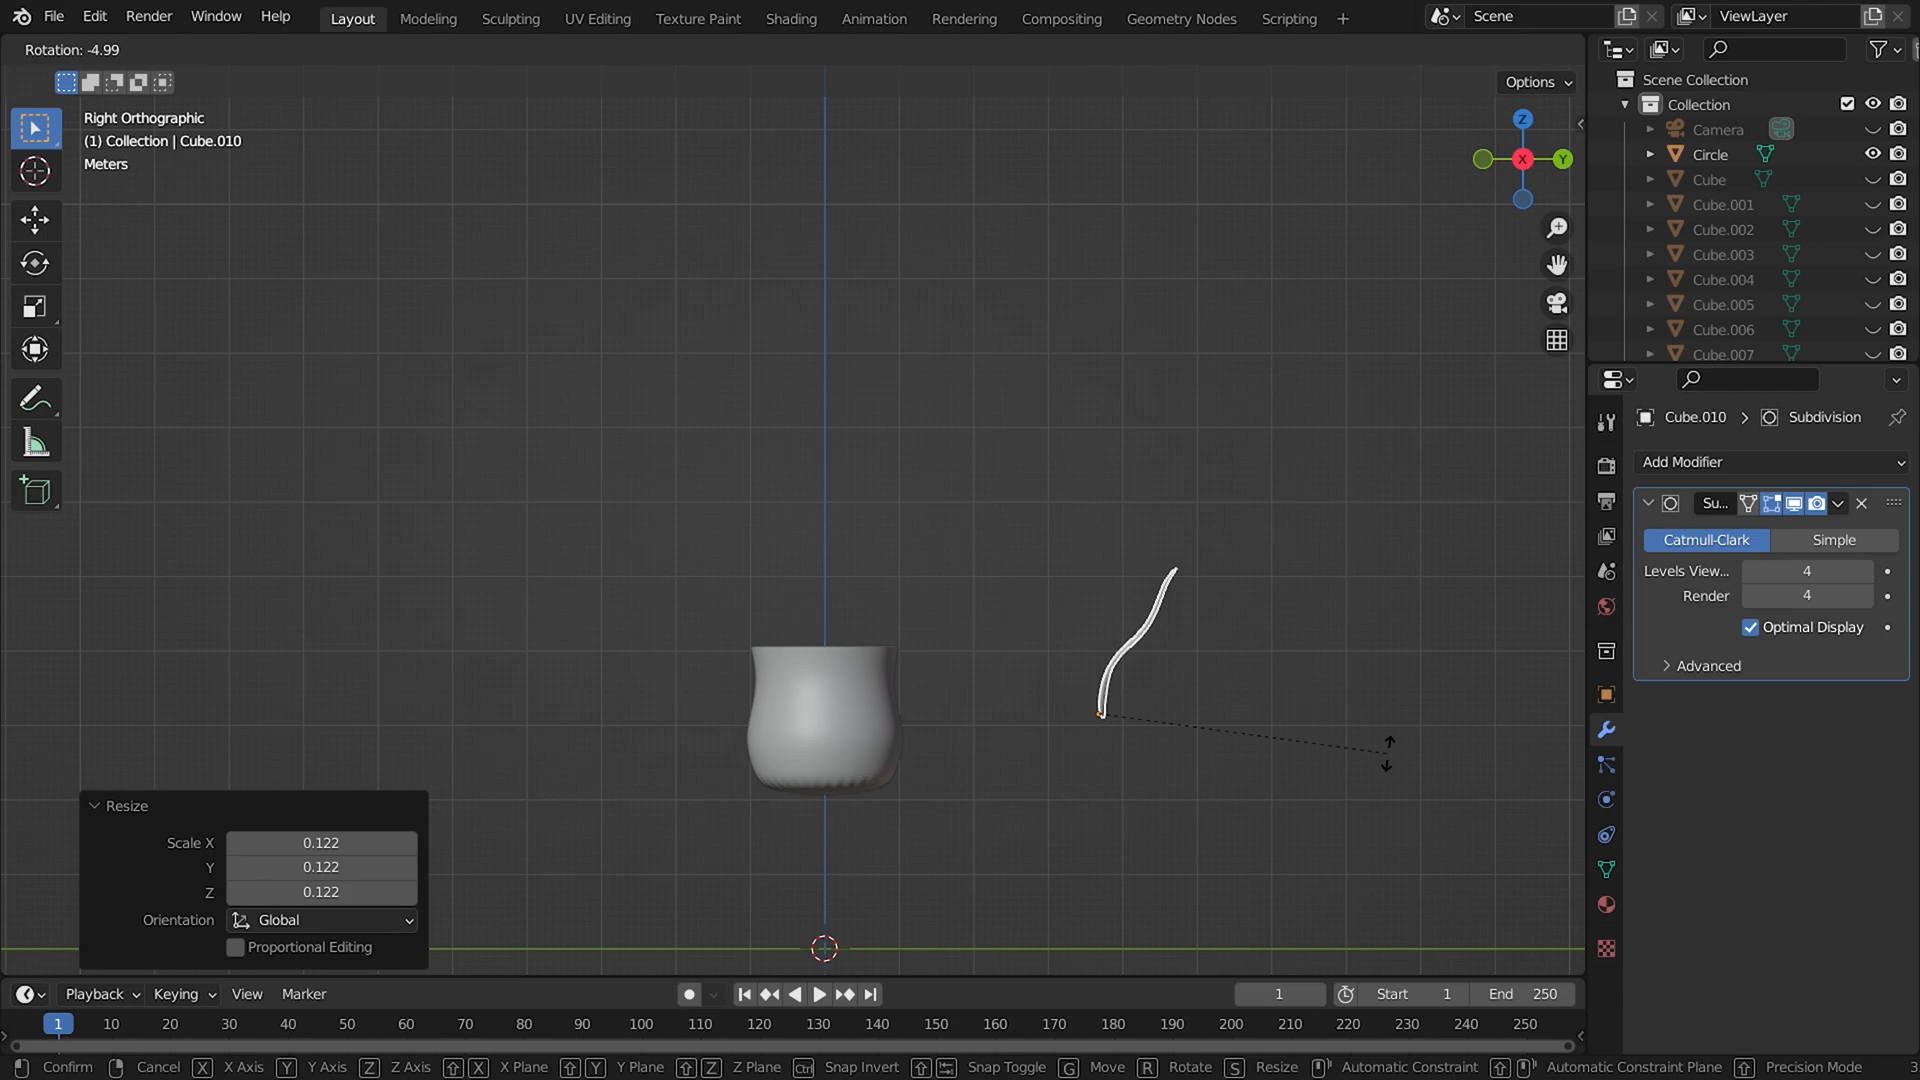 File Edit Render Window Help Layout Modeling Sculpting UV Editing Texture Paint Shading Animation Rendering Compositing Geometry Nodes Scripting + Scene ViewLayer
Rotation: -4.99
Options
Right Orthographic
(1) Collection | Cube.010
Meters
Z
X
Y
Scene Collection
Collection
Camera
Circle
Cube
Cube.001
Cube.002
Cube.003
Cube.004
Cube.005
Cube.006
Cube.007
Cube.010 > Subdivision
Add Modifier
Su...
Catmull-Clark Simple
Levels View... 4
Render 4
Optimal Display
Advanced
Resize
Scale X 0.122
Y 0.122
Z 0.122
Orientation Global
Proportional Editing
Playback Keying View Marker 1 Start 1 End 250
1 10 20 30 40 50 60 70 80 90 100 110 120 130 140 150 160 170 180 190 200 210 220 230 240 250
Confirm Cancel X X Axis Y Y Axis Z Z Axis X X Plane Y Y Plane Z Z Plane Ctrl Snap Invert Snap Toggle G Move R Rotate S Resize Automatic Constraint Automatic Constraint Plane Precision Mode 3